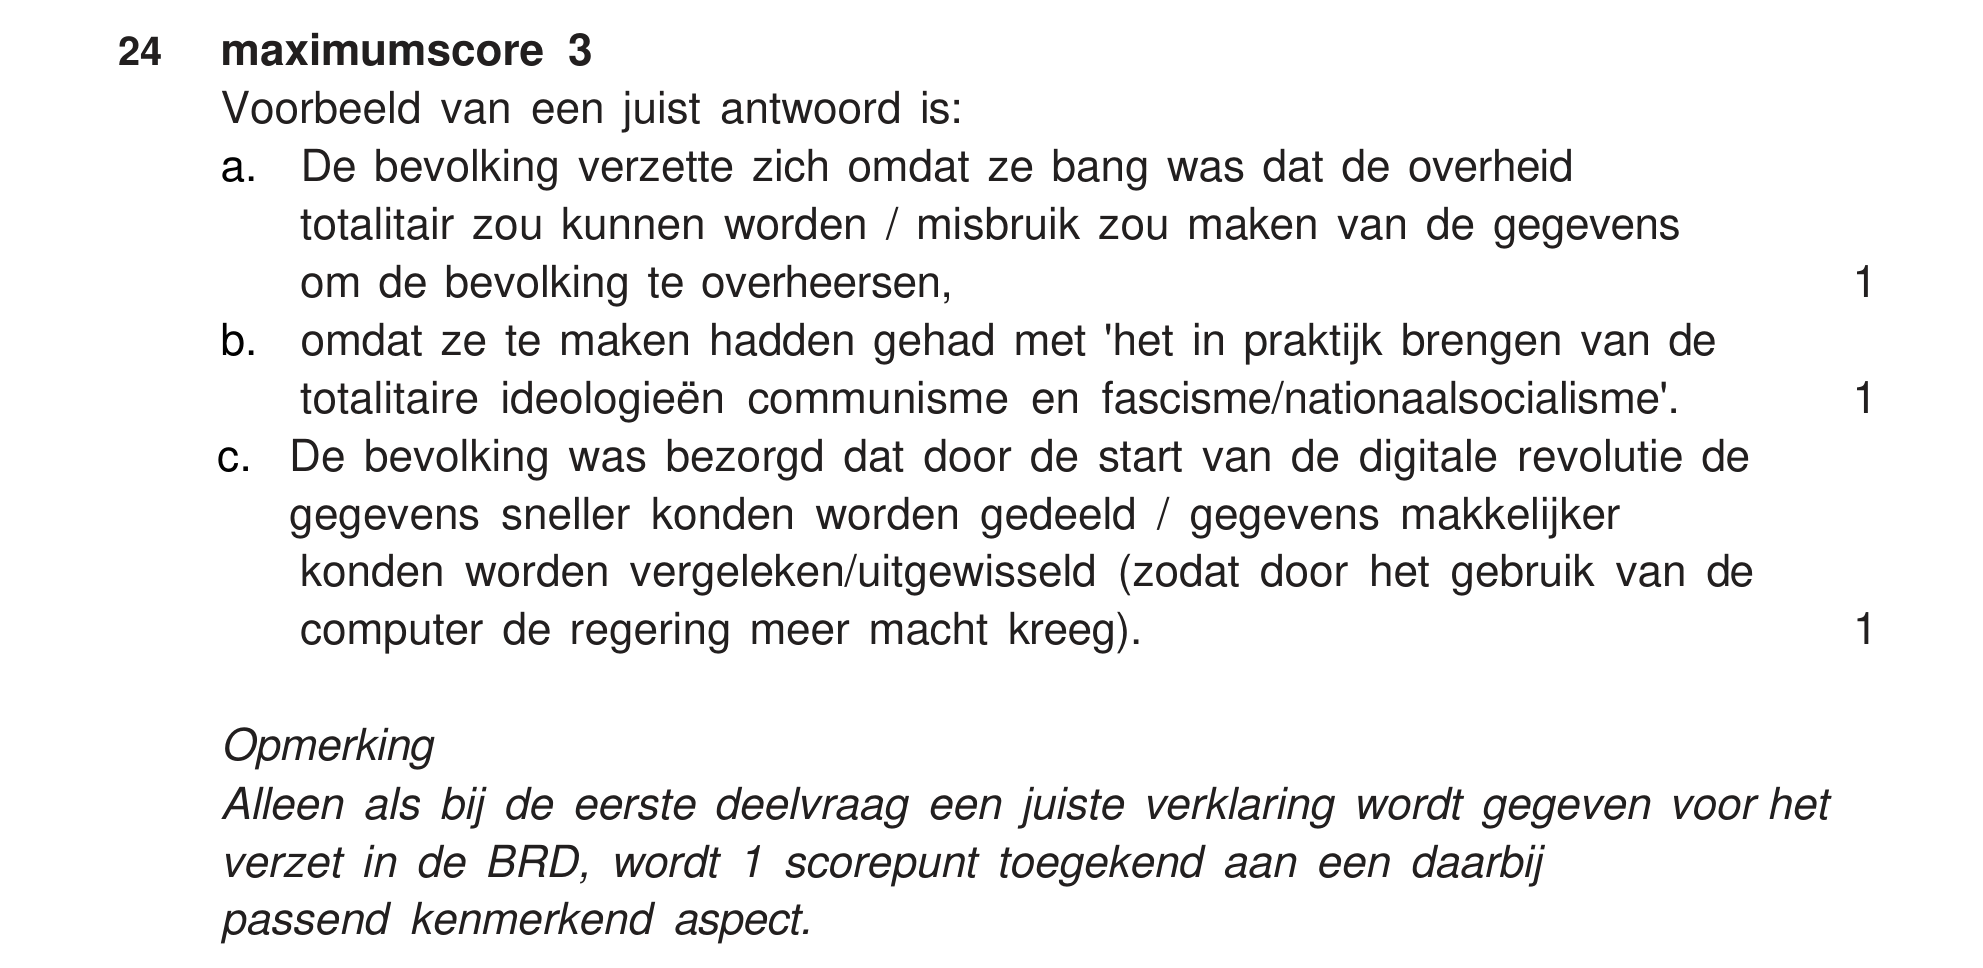 24 maximumscore 3
Voorbeeld van een juist antwoord is:
a. De bevolking verzette zich omdat ze bang was dat de overheid
totalitair zou kunnen worden / misbruik zou maken van de gegevens
om de bevolking te overheersen, 1
b. omdat ze te maken hadden gehad met 'het in praktijk brengen van de
totalitaire ideologieën communisme en fascisme/nationaalsocialisme'. 1
c. De bevolking was bezorgd dat door de start van de digitale revolutie de
gegevens sneller konden worden gedeeld / gegevens makkelijker
konden worden vergeleken/uitgewisseld (zodat door het gebruik van de
computer de regering meer macht kreeg). 1
Opmerking
Alleen als bij de eerste deelvraag een juiste verklaring wordt gegeven voor het
verzet in de BRD, wordt 1 scorepunt toegekend aan een daarbij
passend kenmerkend aspect.